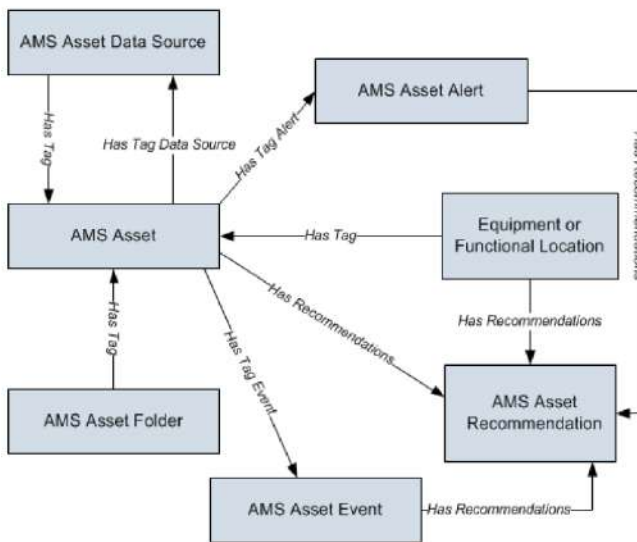 AMS Asset Data Source
AMS Asset Alert
Has Tag
Has Tag Data Source
Has Tag Alert
AMS Asset
Has Tag
Equipment or
Functional Location
Has Recommendations
Has Recommendations
Has Tag
Has Tag Event
AMS Asset Folder
AMS Asset
Recommendation
AMS Asset Event
Has Recommendations